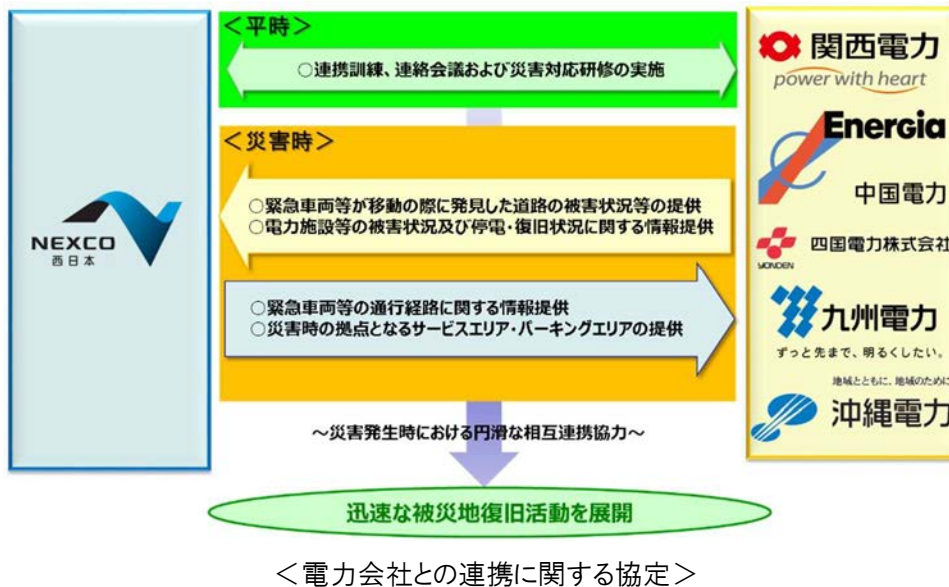 ＜平時＞
○連携訓練、連絡会議および災害対応研修の実施
＜災害時＞
○緊急車両等が移動の際に発見した道路の被害状況等の提供
○電力施設等の被害状況及び停電・復旧状況に関する情報提供
○緊急車両等の通行経路に関する情報提供
○災害時の拠点となるサービスエリア・パーキングエリアの提供
NEXCO
西日本
関西電力
power with heart
Energia
中国電力
YONDEN
四国電力株式会社
九州電力
ずっと先まで、明るくしたい。
地域とともに、地域のために
沖縄電力
～災害発生時における円滑な相互連携協力～
迅速な被災地復旧活動を展開
＜電力会社との連携に関する協定＞